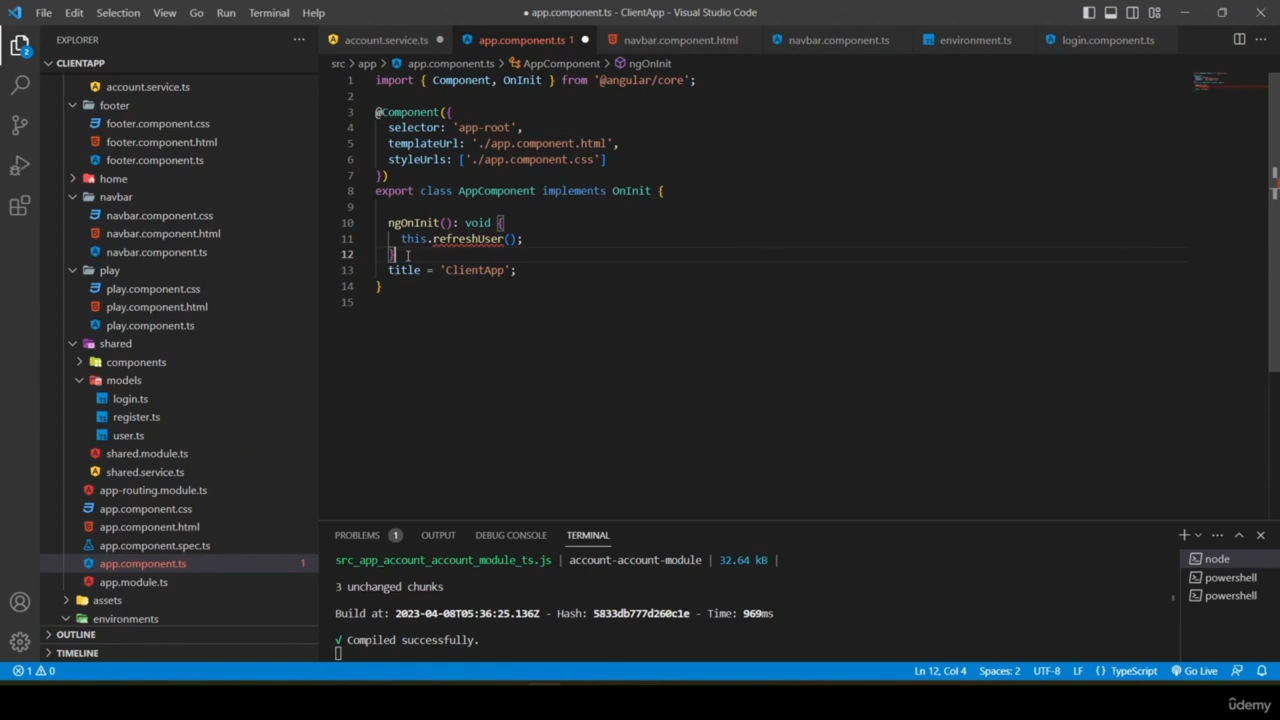 File Edit Selection View Go Run Terminal Help
● app.component.ts - ClientApp - Visual Studio Code
EXPLORER
CLIENTAPP
account.service.ts
footer
footer.component.css
footer.component.html
footer.component.ts
home
navbar
navbar.component.css
navbar.component.html
navbar.component.ts
play
play.component.css
play.component.html
play.component.ts
shared
components
models
login.ts
register.ts
user.ts
shared.module.ts
shared.service.ts
app-routing.module.ts
app.component.css
app.component.html
app.component.spec.ts
app.component.ts 1
app.module.ts
assets
environments
OUTLINE
TIMELINE
2
account.service.ts ● app.component.ts 1 ● navbar.component.html navbar.component.ts environment.ts login.component.ts
src > app > app.component.ts > AppComponent > ngOnInit
1 import { Component, OnInit } from '@angular/core';
2
3 @Component({
4 selector: 'app-root',
5 templateUrl: './app.component.html',
6 styleUrls: ['./app.component.css']
7 })
8 export class AppComponent implements OnInit {
9
10 ngOnInit(): void {
11 this.refreshUser();
12 }
13 title = 'ClientApp';
14 }
15
PROBLEMS 1 OUTPUT DEBUG CONSOLE TERMINAL
src_app_account_account_module_ts.js | account-account-module | 32.64 kB |
3 unchanged chunks
Build at: 2023-04-08T05:36:25.136Z - Hash: 5833db777d260c1e - Time: 969ms
√ Compiled successfully.
node
powershell
powershell
1 0 Ln 12, Col 4 Spaces: 2 UTF-8 LF {} TypeScript Go Live
ûdemy